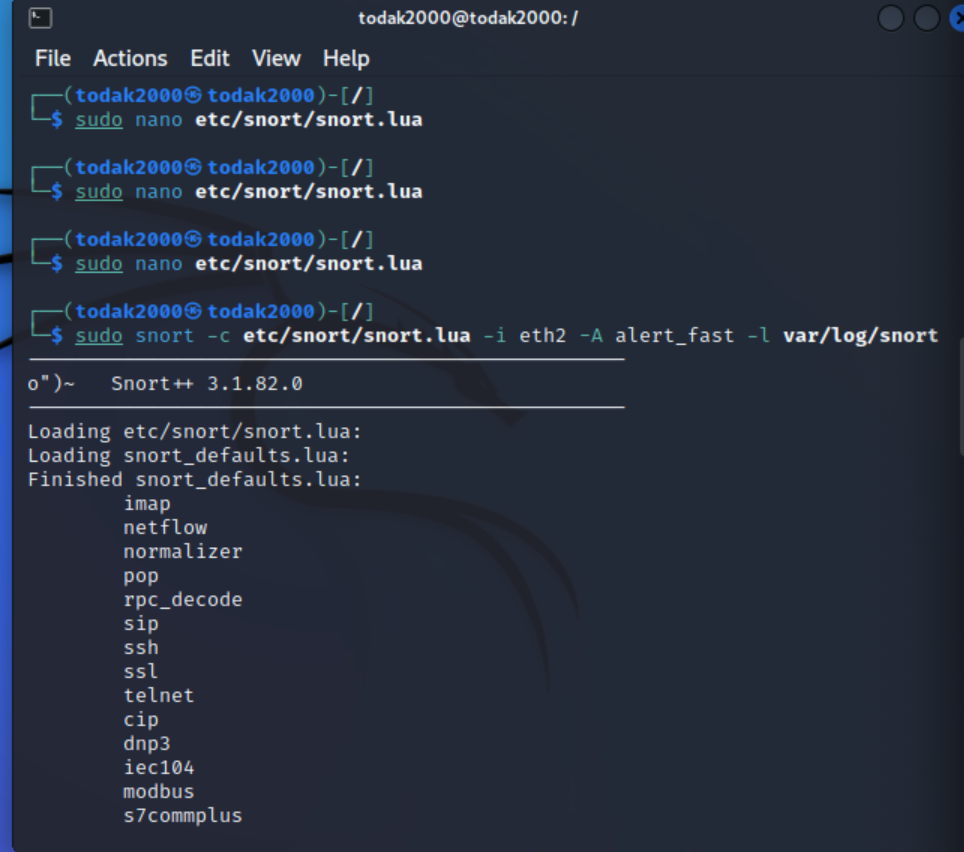 todak2000@todak2000: /
File Actions Edit View Help
┌──(todak2000㉿todak2000)-[/]
└─$ sudo nano etc/snort/snort.lua
┌──(todak2000㉿todak2000)-[/]
└─$ sudo nano etc/snort/snort.lua
┌──(todak2000㉿todak2000)-[/]
└─$ sudo nano etc/snort/snort.lua
┌──(todak2000㉿todak2000)-[/]
└─$ sudo snort -c etc/snort/snort.lua -i eth2 -A alert_fast -l var/log/snort
o")~ Snort++ 3.1.82.0
Loading etc/snort/snort.lua:
Loading snort_defaults.lua:
Finished snort_defaults.lua:
imap
netflow
normalizer
pop
rpc_decode
sip
ssh
ssl
telnet
cip
dnp3
iec104
modbus
s7commplus